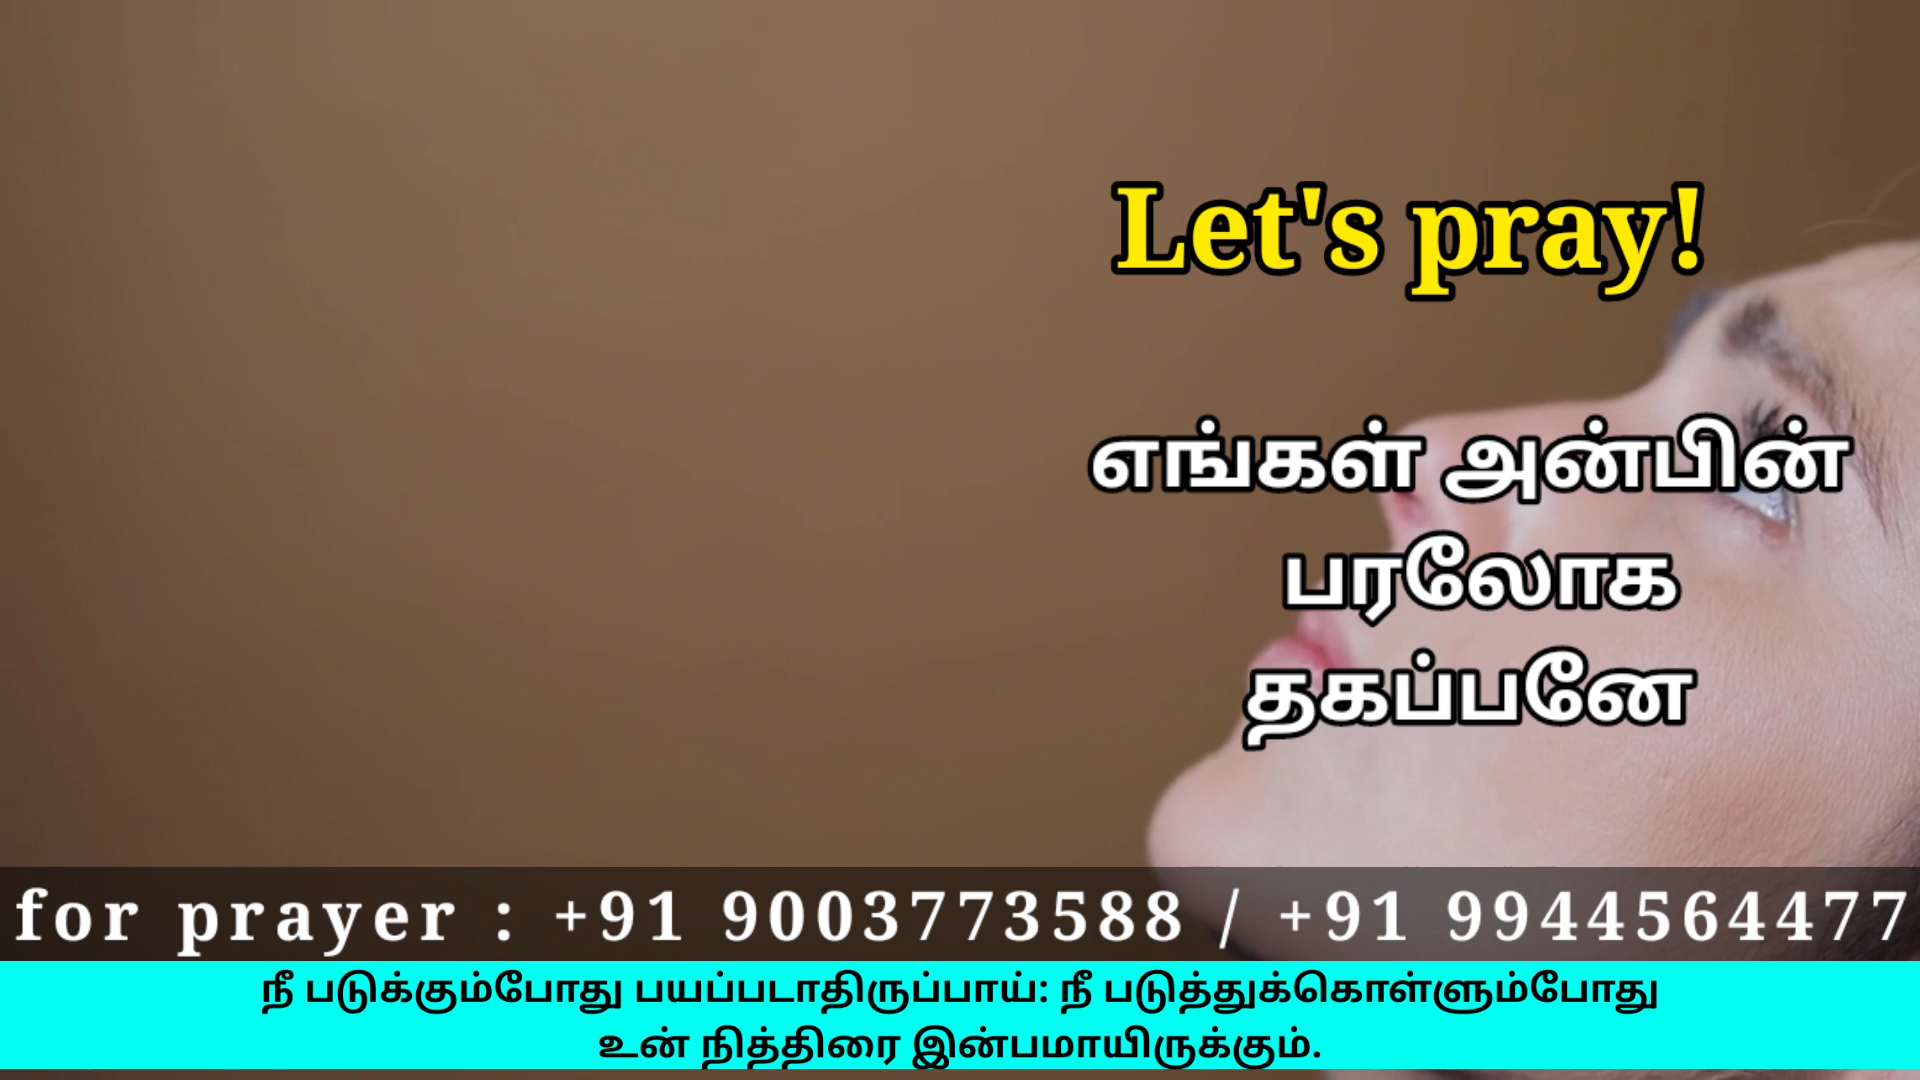 Let's pray!
எங்கள் அன்பின்
பரலோக
தகப்பனே
for prayer : +91 9003773588 / +91 9944564477
நீ படுக்கும்போது பயப்படாதிருப்பாய்: நீ படுத்துக்கொள்ளும்போது
உன் நித்திரை இன்பமாயிருக்கும்.